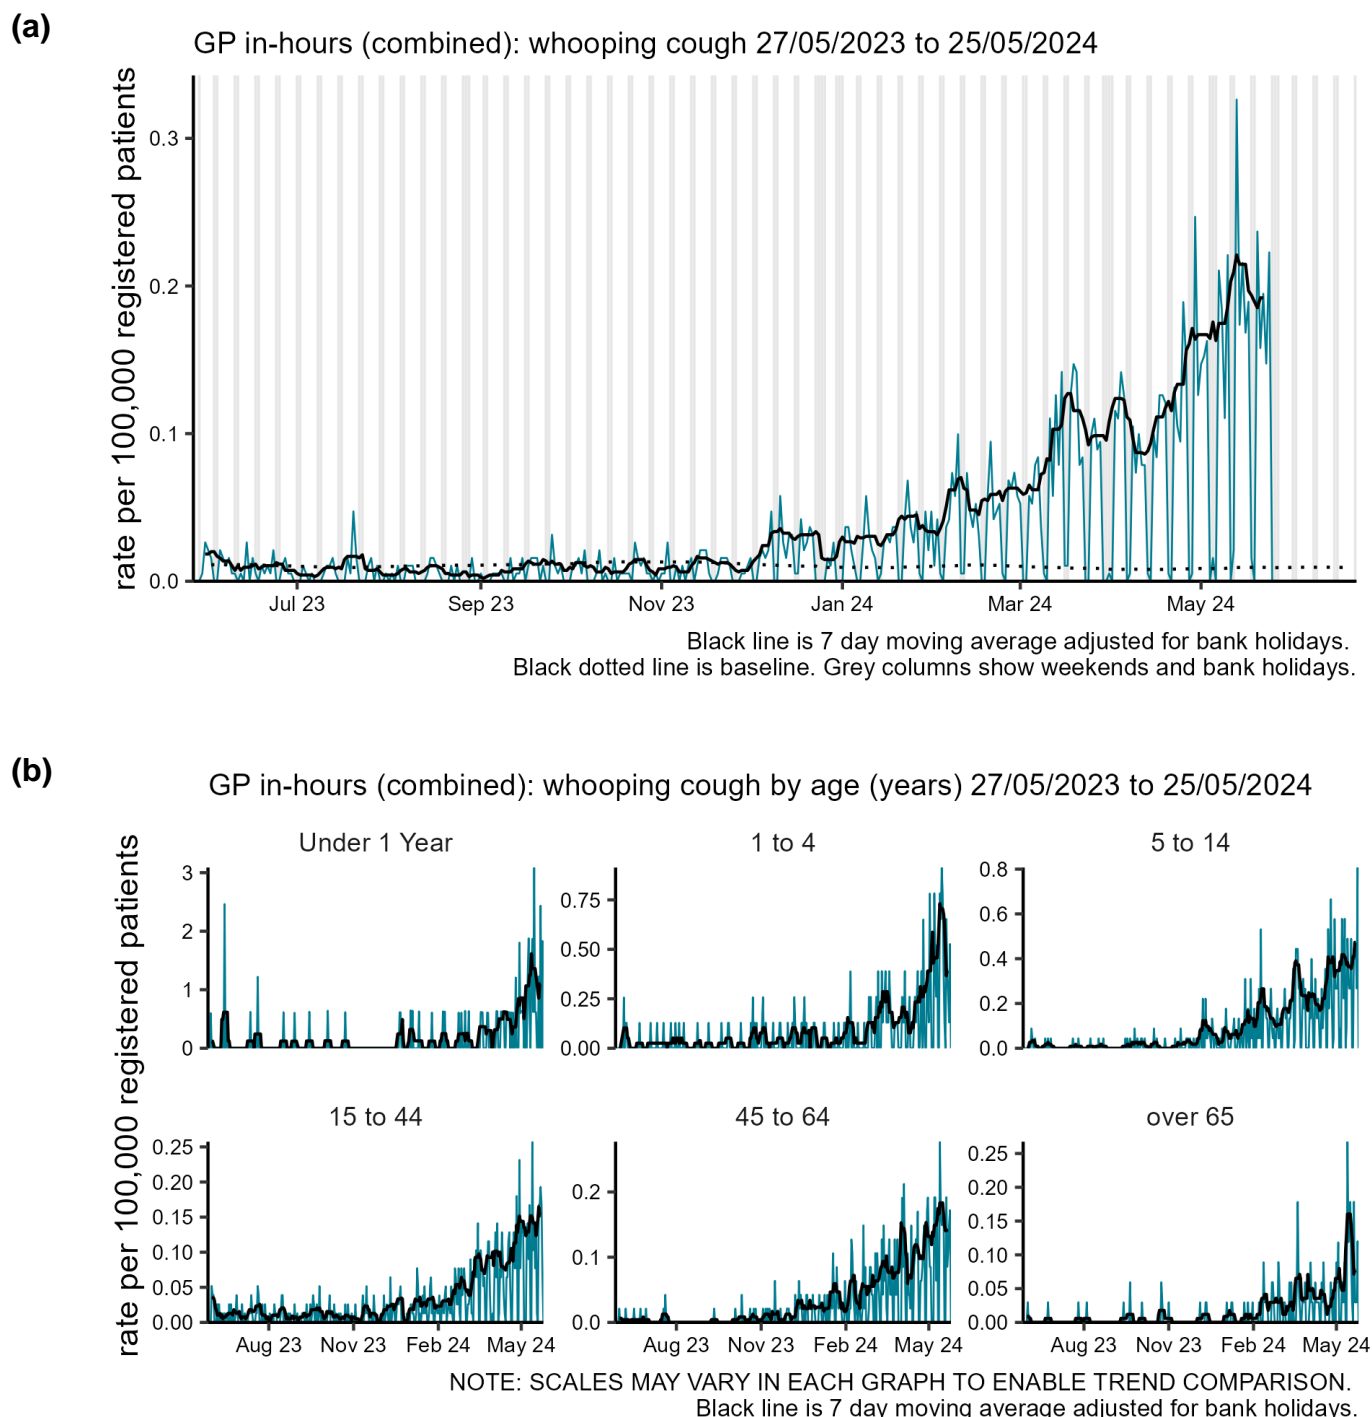 (a)
GP in-hours (combined): whooping cough 27/05/2023 to 25/05/2024
rate per 100,000 registered patients
0.3
0.2
0.1
0.0
Jul 23 Sep 23 Nov 23 Jan 24 Mar 24 May 24
Black line is 7 day moving average adjusted for bank holidays.
Black dotted line is baseline. Grey columns show weekends and bank holidays.
(b)
GP in-hours (combined): whooping cough by age (years) 27/05/2023 to 25/05/2024
rate per 100,000 registered patients
Under 1 Year
3
2
1
0
1 to 4
0.75
0.50
0.25
0.00
5 to 14
0.8
0.6
0.4
0.2
0.0
rate per 100,000 registered patients
15 to 44
0.25
0.20
0.15
0.10
0.05
0.00
Aug 23 Nov 23 Feb 24 May 24
45 to 64
0.2
0.1
0.0
Aug 23 Nov 23 Feb 24 May 24
over 65
0.25
0.20
0.15
0.10
0.05
0.00
Aug 23 Nov 23 Feb 24 May 24
NOTE: SCALES MAY VARY IN EACH GRAPH TO ENABLE TREND COMPARISON.
Black line is 7 day moving average adjusted for bank holidays.